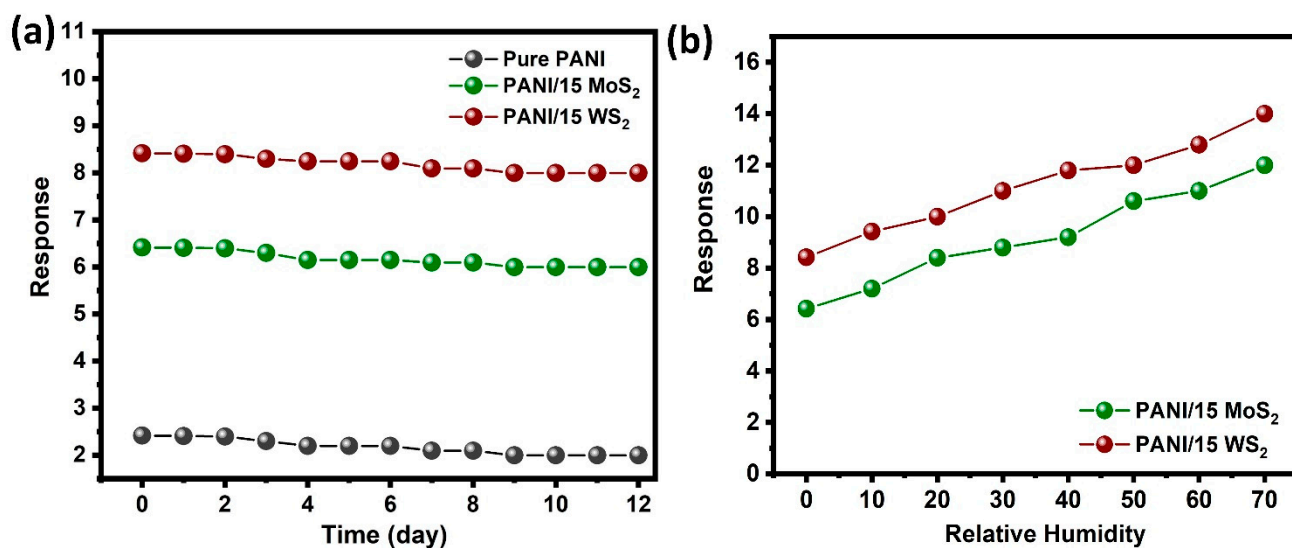 (a)
Pure PANI
PANI/15 MoS₂
PANI/15 WS₂
11
10
9
8
7
6
5
4
3
2
Response
0 2 4 6 8 10 12
Time (day)
(b)
16
14
12
10
8
6
4
2
0
Response
PANI/15 MoS₂
PANI/15 WS₂
0 10 20 30 40 50 60 70
Relative Humidity